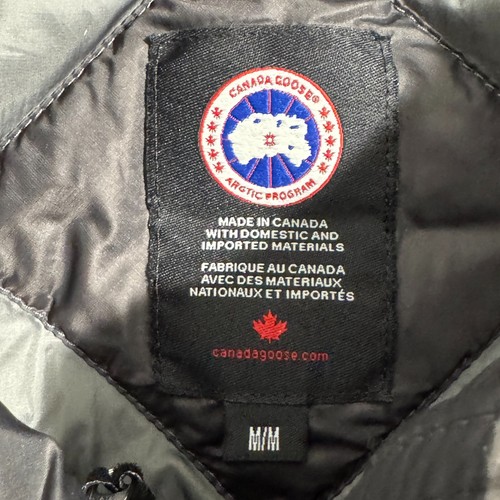 CANADA GOOSE®
ARCTIC PROGRAM
MADE IN CANADA
WITH DOMESTIC AND
IMPORTED MATERIALS
FABRIQUE AU CANADA
AVEC DES MATERIAUX
NATIONAUX ET IMPORTÉS
canadagoose.com
M/M